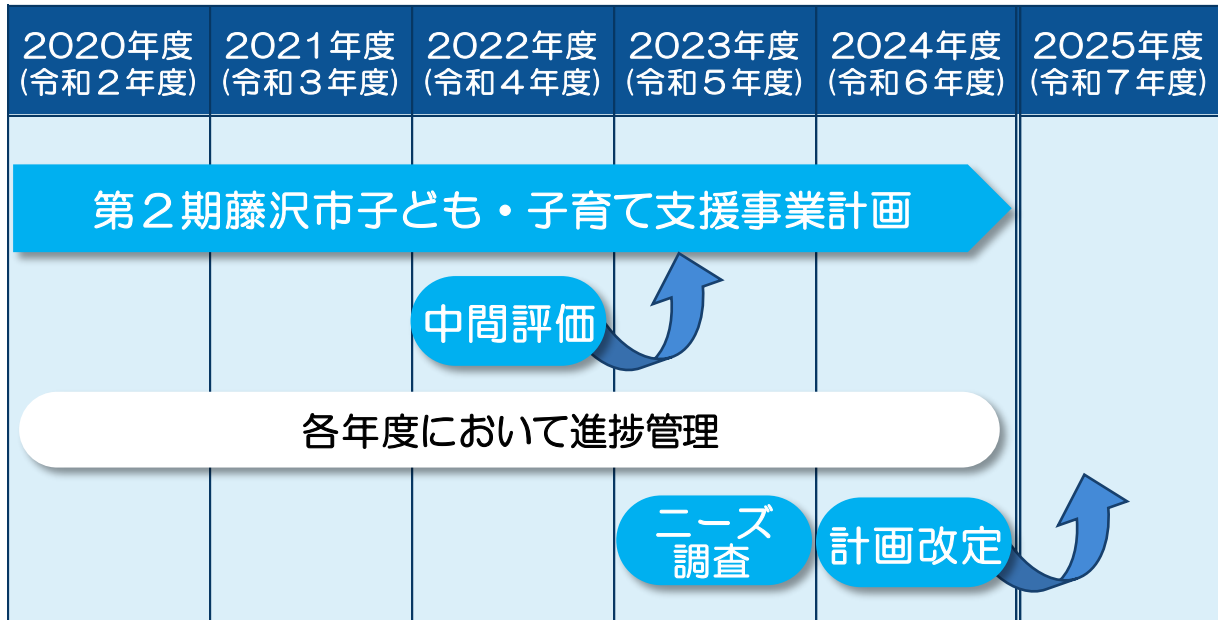 2020年度
(令和2年度)
2021年度
(令和3年度)
2022年度
(令和4年度)
2023年度
(令和5年度)
2024年度
(令和6年度)
2025年度
(令和7年度)
第2期藤沢市子ども・子育て支援事業計画
中間評価
各年度において進捗管理
ニーズ
調査
計画改定